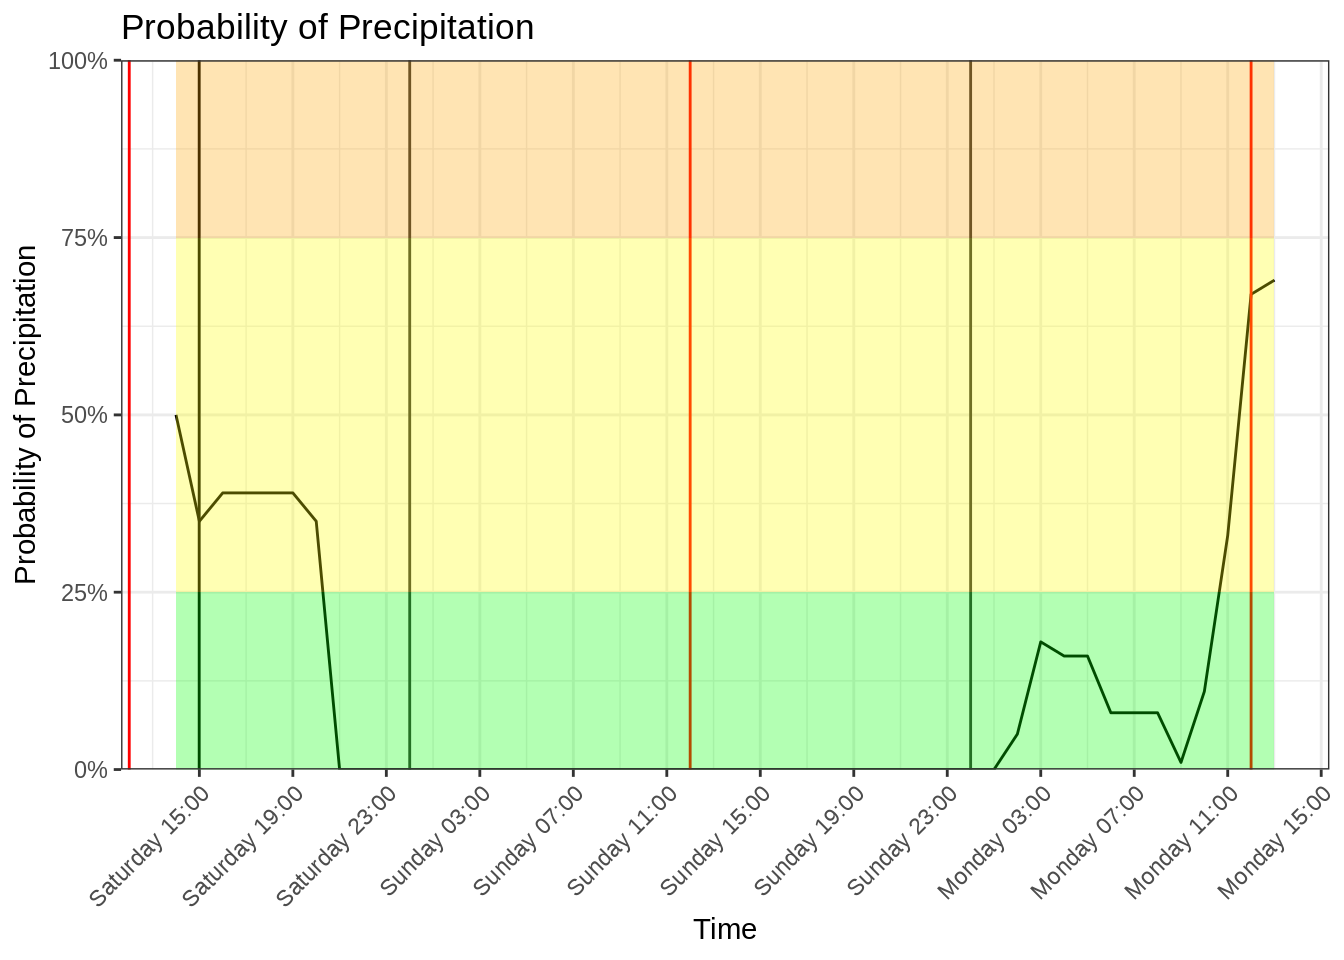 Probability of Precipitation
Probability of Precipitation
100%
75%
50%
25%
0%
Saturday 15:00
Saturday 19:00
Saturday 23:00
Sunday 03:00
Sunday 07:00
Sunday 11:00
Sunday 15:00
Sunday 19:00
Sunday 23:00
Monday 03:00
Monday 07:00
Monday 11:00
Monday 15:00
Time